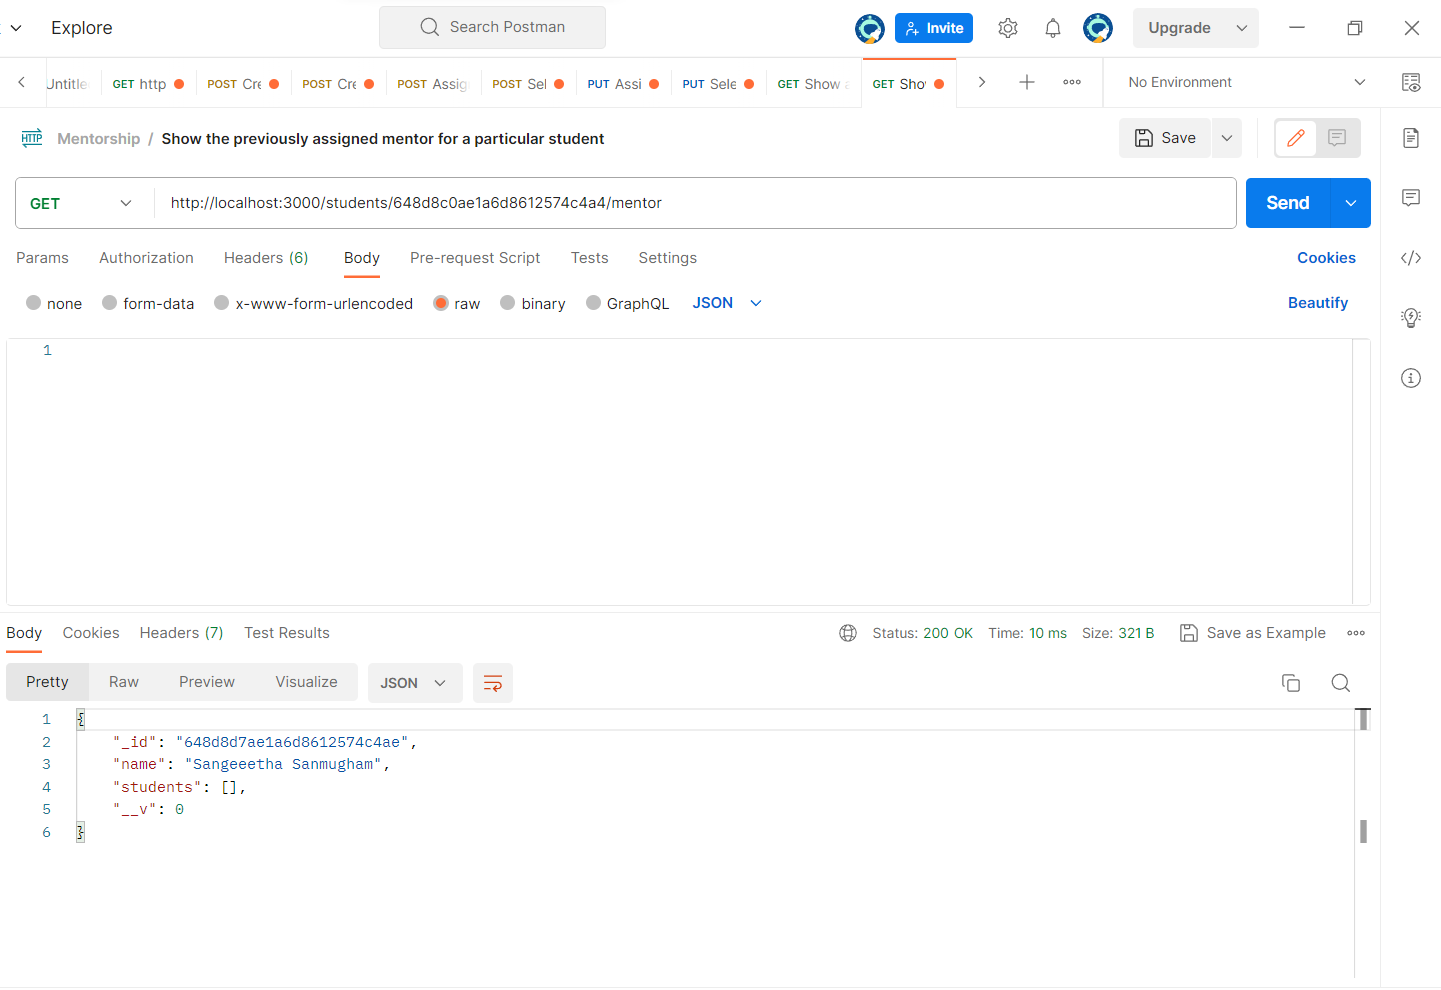 Explore
Search Postman
Invite
Upgrade
Untitle
GET http
POST Cre
POST Cre
POST Assig
POST Sel
PUT Assi
PUT Sele
GET Show a
GET Sho
No Environment
HTTP Mentorship / Show the previously assigned mentor for a particular student
Save
GET http://localhost:3000/students/648d8c0ae1a6d8612574c4a4/mentor
Send
Params Authorization Headers (6) Body Pre-request Script Tests Settings Cookies
none form-data x-www-form-urlencoded raw binary GraphQL JSON Beautify
1
Body Cookies Headers (7) Test Results Status: 200 OK Time: 10 ms Size: 321 B Save as Example
Pretty Raw Preview Visualize JSON
1 {
2 "_id": "648d8d7ae1a6d8612574c4ae",
3 "name": "Sangeeetha Sanmugham",
4 "students": [],
5 "__v": 0
6 }